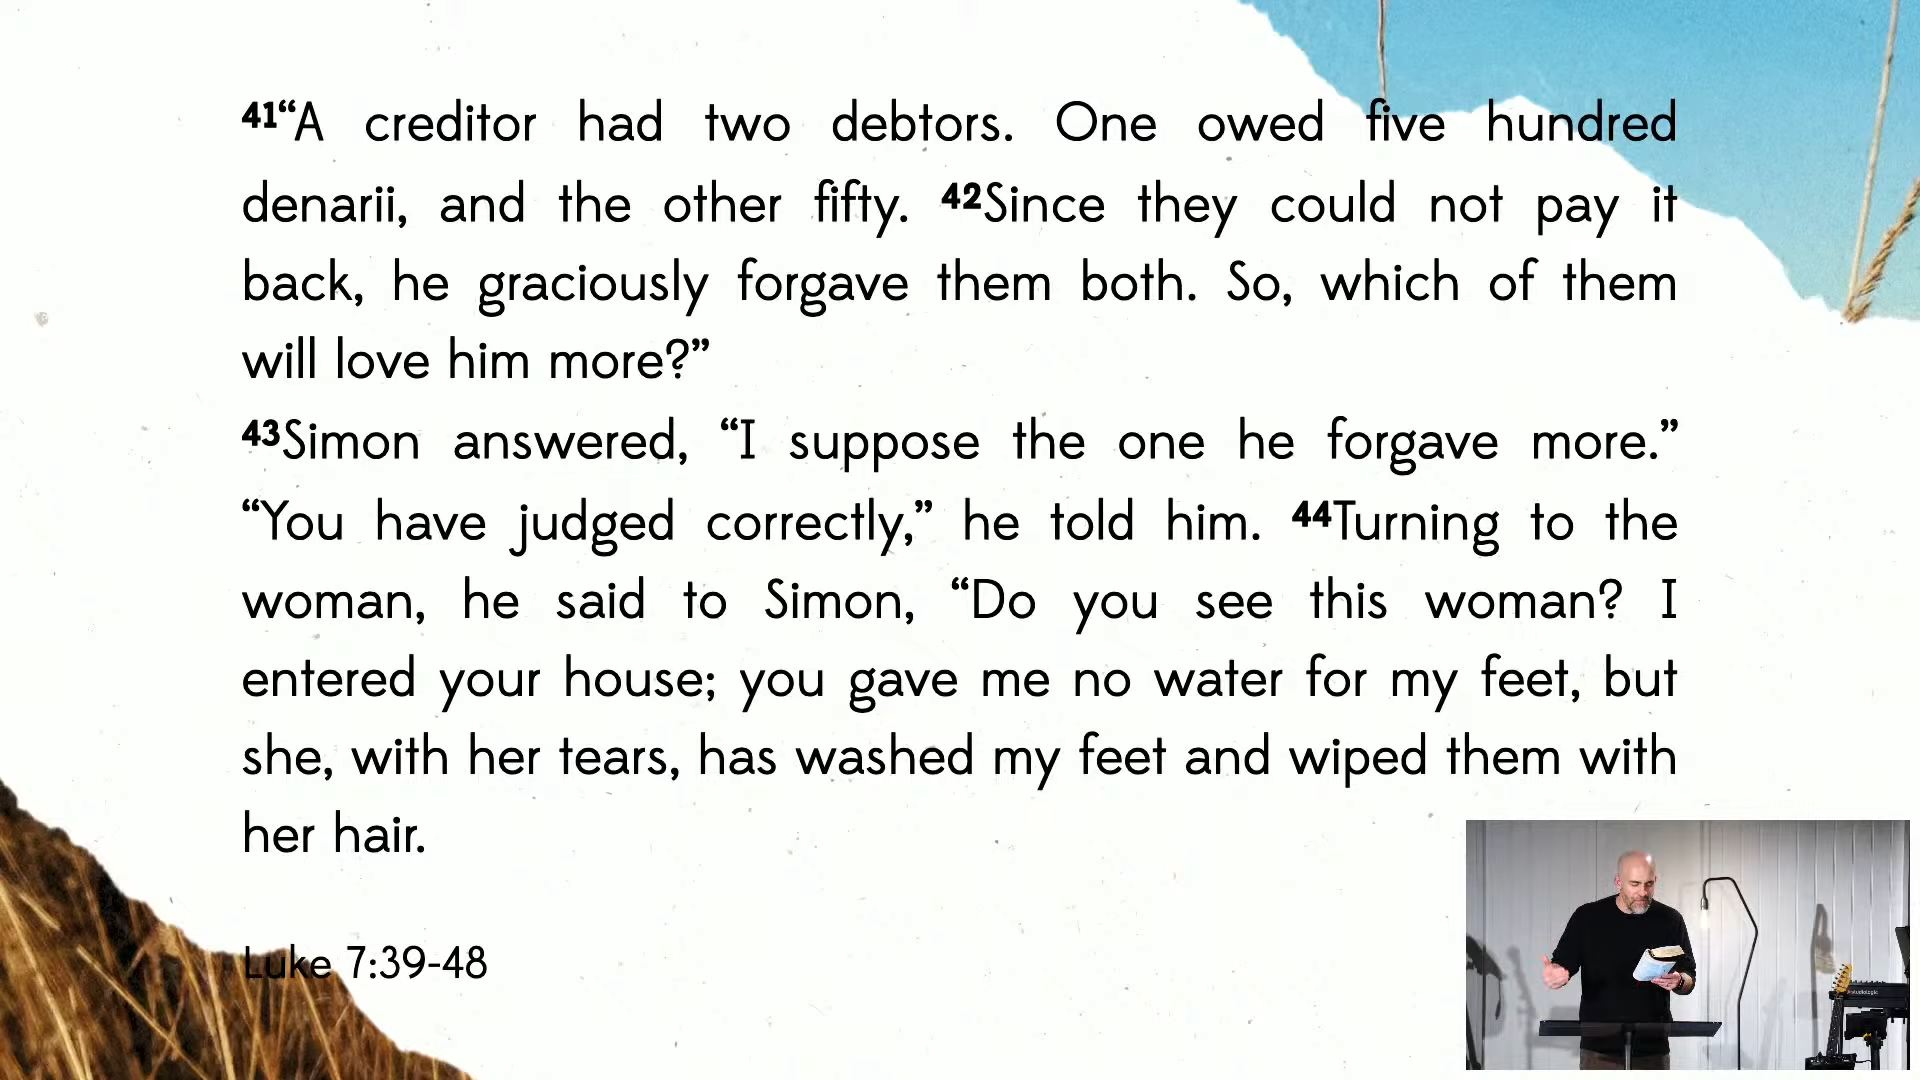 41“A creditor had two debtors. One owed five hundred
denarii, and the other fifty. 42Since they could not pay it
back, he graciously forgave them both. So, which of them
will love him more?”
43Simon answered, “I suppose the one he forgave more.”
“You have judged correctly,” he told him. 44Turning to the
woman, he said to Simon, “Do you see this woman? I
entered your house; you gave me no water for my feet, but
she, with her tears, has washed my feet and wiped them with
her hair.
Luke 7:39-48
studiologic